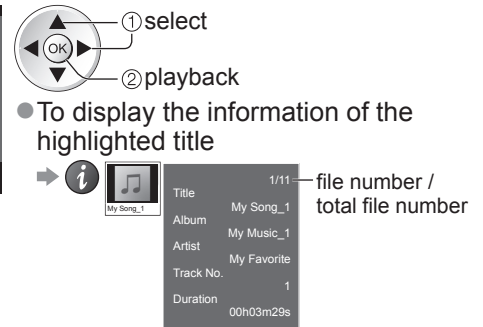 ①select
OK
②playback
●To display the information of the
highlighted title
i
My Song_1
1/11
file number /
total file number
Title
My Song_1
Album
My Music_1
Artist
My Favorite
Track No.
1
Duration
00h03m29s